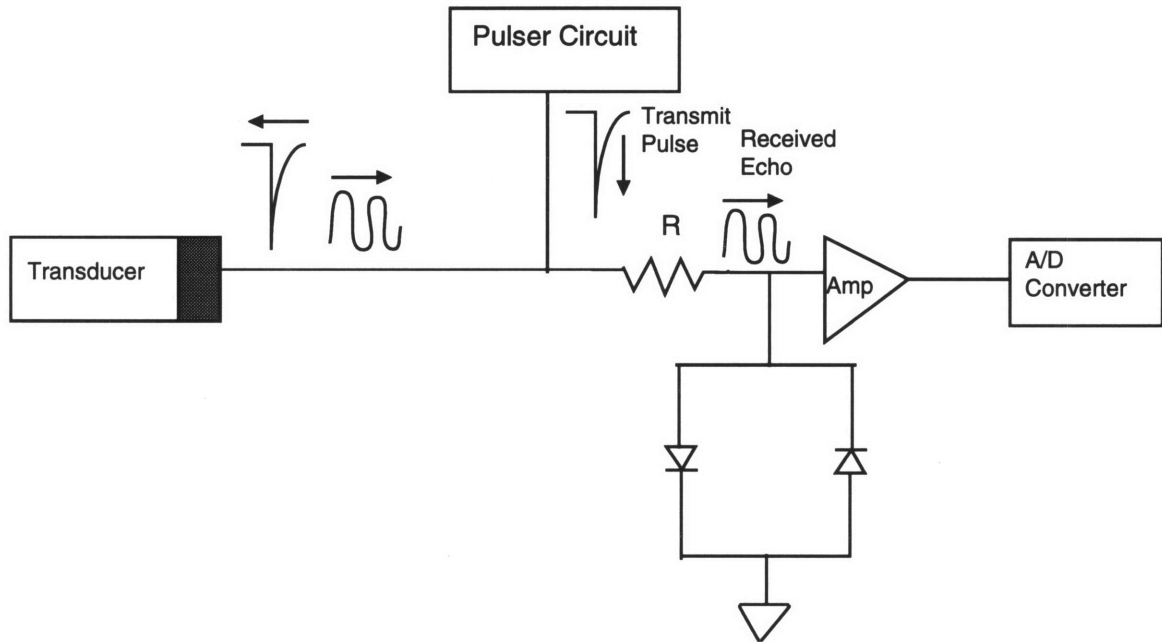 Pulser Circuit
Transmit
Pulse
Received
Echo
R
Transducer
Amp
A/D
Converter